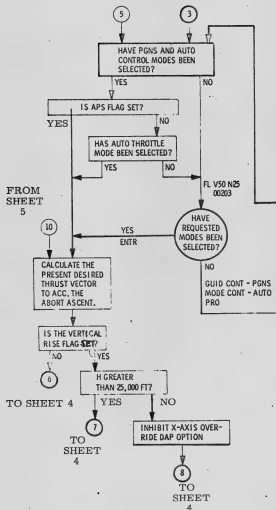 5
3
HAVE PGNS AND AUTO
CONTROL MODES BEEN
SELECTED?
YES
NO
IS APS FLAG SET?
YES
NO
HAS AUTO THROTTLE
MODE BEEN SELECTED?
YES
NO
FL V50 N25
00203
FROM
SHEET
5
10
YES
ENTR
HAVE
REQUESTED
MODES BEEN
SELECTED?
CALCULATE THE
PRESENT DESIRED
THRUST VECTOR
TO ACC. THE
ABORT ASCENT.
NO
GUID CONT - PGNS
MODE CONT - AUTO
PRO
IS THE VERTICAL
RISE FLAG SET?
NO
YES
6
TO SHEET 4
H GREATER
THAN 25,000 FT?
YES
NO
7
TO
SHEET
4
INHIBIT X-AXIS OVER-
RIDE DAP OPTION
8
TO
SHEET
4